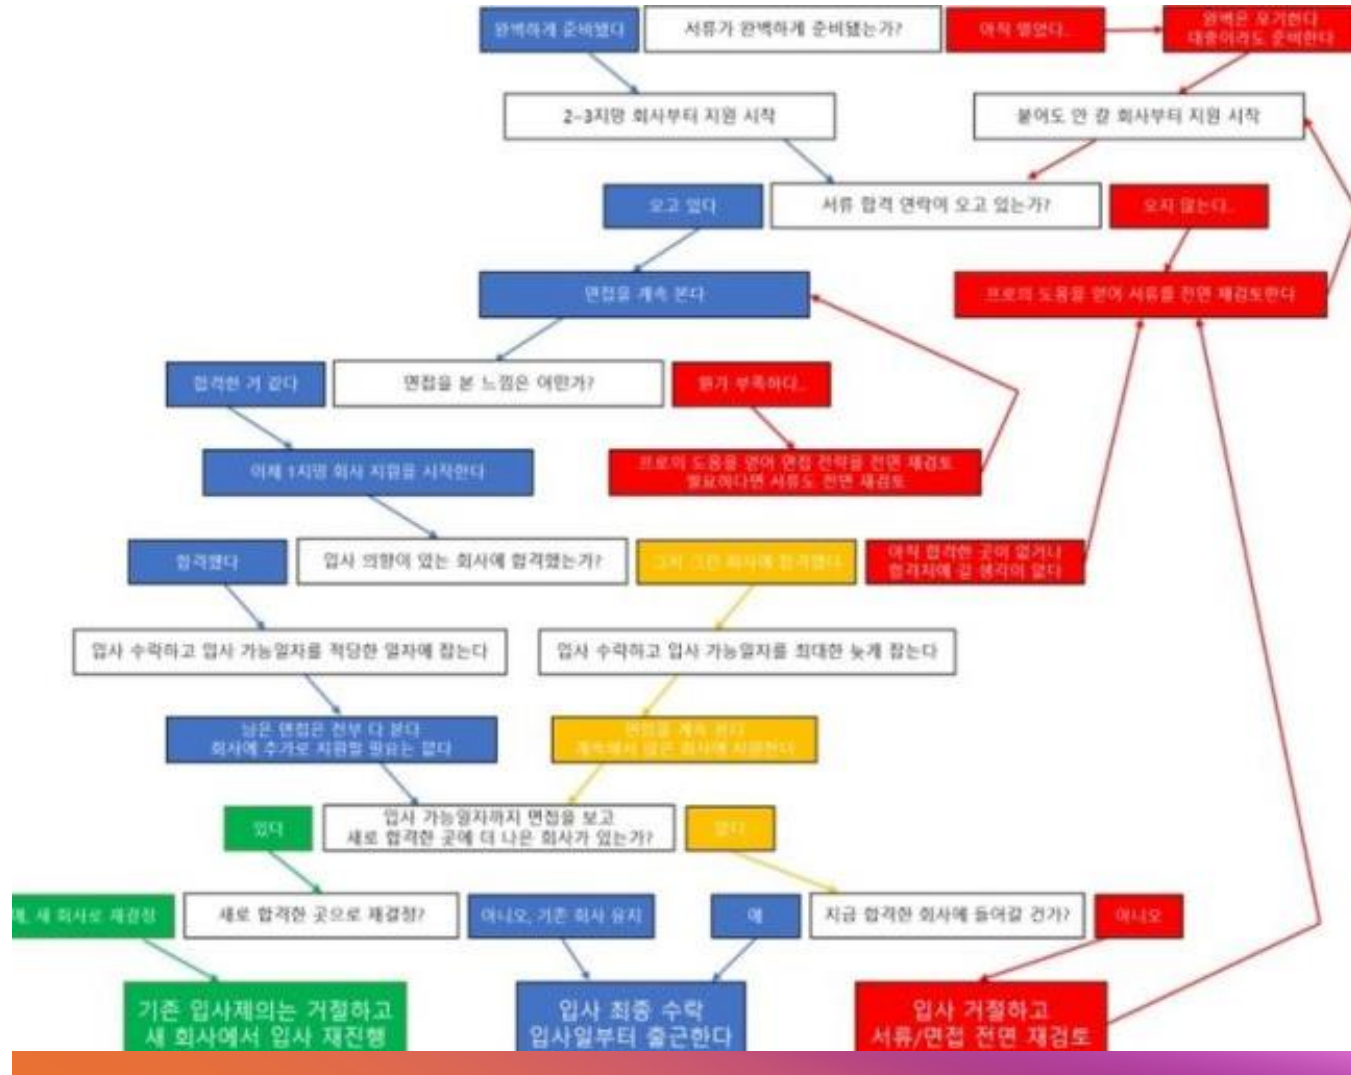 완벽하게 준비됐다
서류가 완벽하게 준비됐는가?
아직 멀었다..
완벽은 포기한다
대충이라도 준비한다
2-3지망 회사부터 지원 시작
붙어도 안 갈 회사부터 지원 시작
오고 있다
서류 합격 연락이 오고 있는가?
오지 않는다..
면접을 계속 본다
프로의 도움을 얻어 서류를 전면 재검토한다
합격한 거 같다
면접을 본 느낌은 어떤가?
뭔가 부족하다..
이제 1지망 회사 지원을 시작한다
프로의 도움을 얻어 면접 전략을 전면 재검토
필요하다면 서류도 전면 재검토
합격했다
입사 의향이 있는 회사에 합격했는가?
그저 그런 회사에 합격했다
아직 합격한 곳이 없거나
합격처에 갈 생각이 없다
입사 수락하고 입사 가능일자를 적당한 일자에 잡는다
입사 수락하고 입사 가능일자를 최대한 늦게 잡는다
남은 면접은 전부 다 본다
회사에 추가로 지원할 필요는 없다
면접을 계속 본다
계속해서 많은 회사에 지원한다
있다
입사 가능일자까지 면접을 보고
새로 합격한 곳에 더 나은 회사가 있는가?
없다
예, 새 회사로 재결정
새로 합격한 곳으로 재결정?
아니오, 기존 회사 유지
예
지금 합격한 회사에 들어갈 건가?
아니오
기존 입사제의는 거절하고
새 회사에서 입사 재진행
입사 최종 수락
입사일부터 출근한다
입사 거절하고
서류/면접 전면 재검토